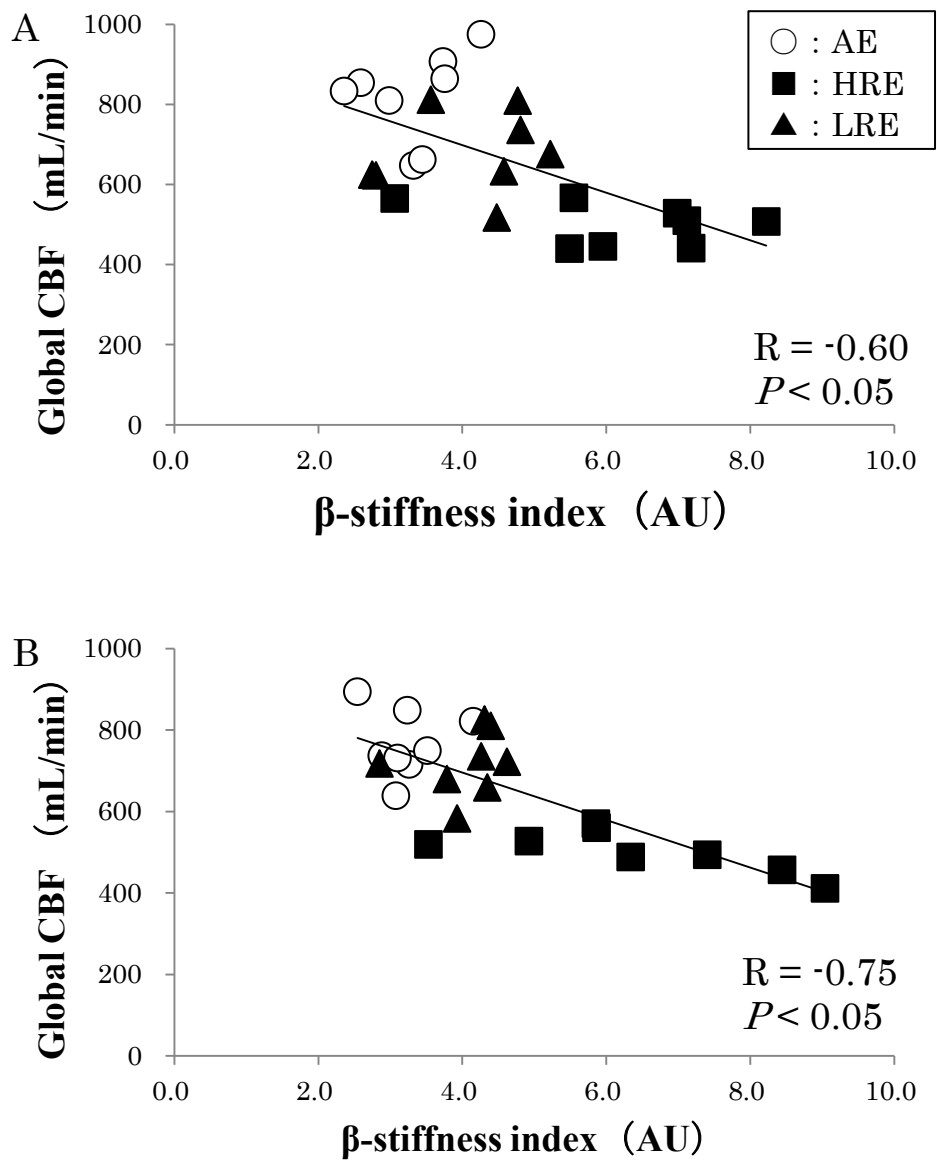 A
1000
800
600
400
200
0
Global CBF （mL/min）
0.0 2.0 4.0 6.0 8.0 10.0
β-stiffness index（AU）
○ : AE
■ : HRE
▲ : LRE
R = -0.60
P < 0.05
B
1000
800
600
400
200
0
Global CBF （mL/min）
0.0 2.0 4.0 6.0 8.0 10.0
β-stiffness index（AU）
R = -0.75
P < 0.05